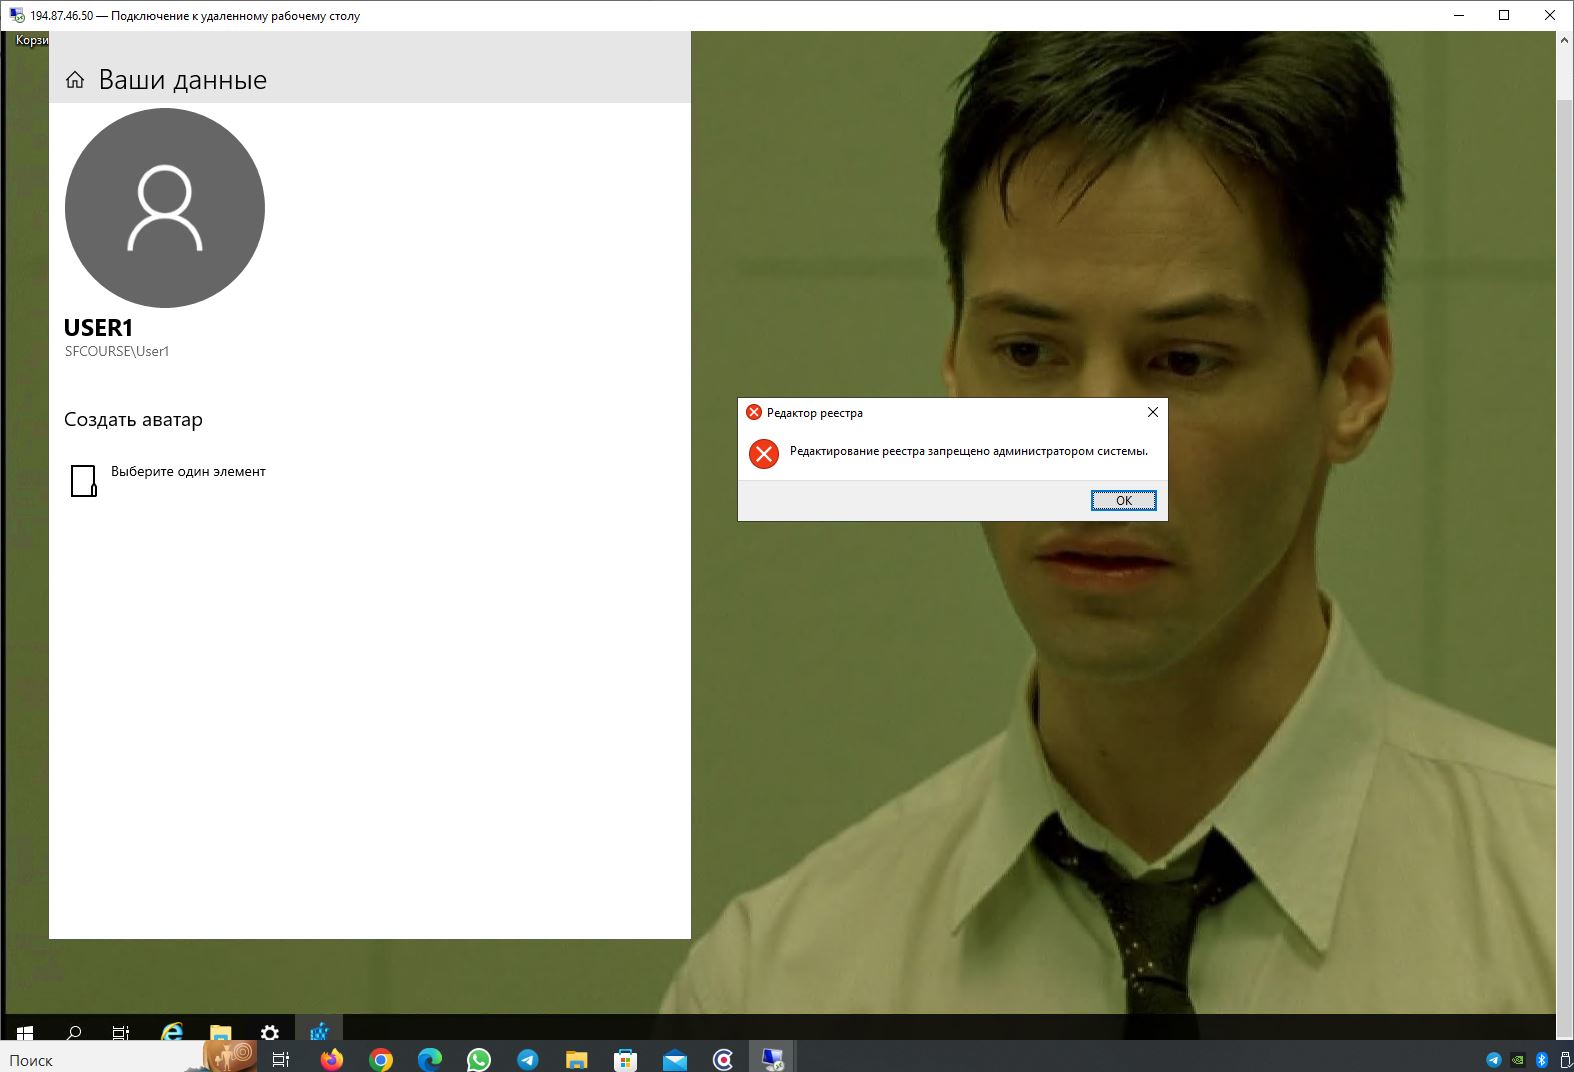 194.87.46.50 — Подключение к удаленному рабочему столу
Ваши данные
USER1
SFCOURSE\User1
Создать аватар
Выберите один элемент
Редактор реестра
Редактирование реестра запрещено администратором системы.
OK
Поиск